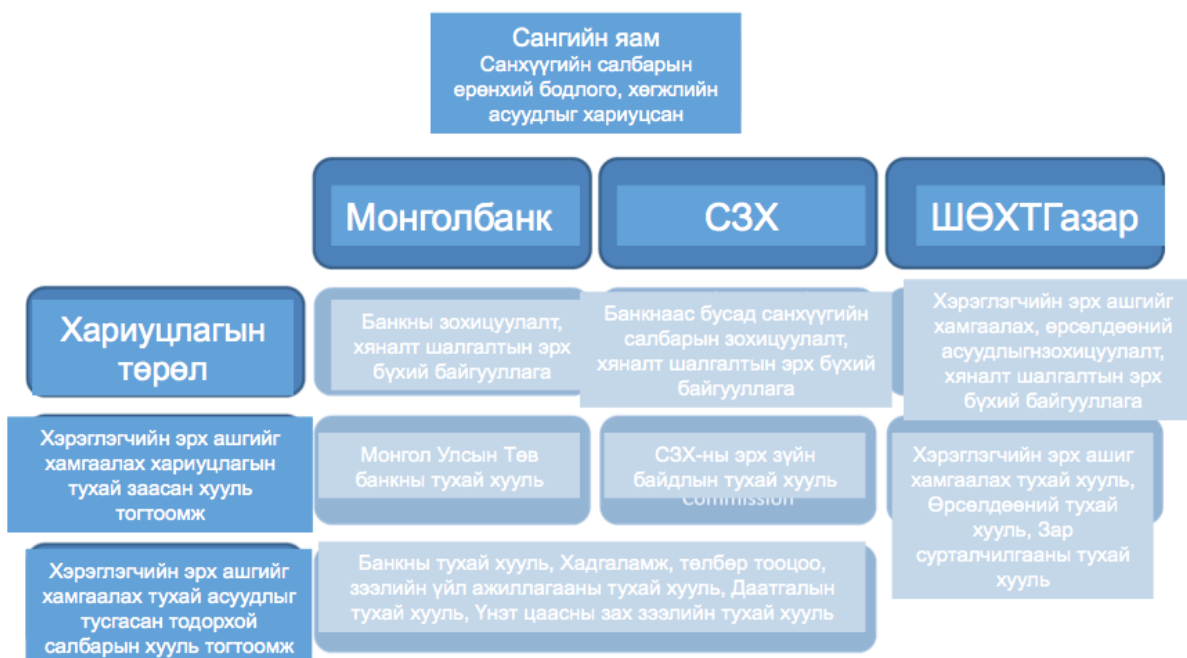 Сангийн яам
Санхүүгийн салбарын
ерөнхий бодлого, хөгжлийн
асуудлыг хариуцсан
Монголбанк
СЗХ
ШӨХТГазар
Хариуцлагын
төрөл
Банкны зохицуулалт,
хяналт шалгалтын эрх
бүхий байгууллага
Банкнаас бусад санхүүгийн
салбарын зохицуулалт,
хяналт шалгалтын эрх бүхий
байгууллага
Хэрэглэгчийн эрх ашгийг
хамгаалах, өрсөлдөөний
асуудлыгнзохицуулалт,
хяналт шалгалтын эрх
бүхий байгууллага
Хэрэглэгчийн эрх ашгийг
хамгаалах хариуцлагын
тухай заасан хууль
тогтоомж
Монгол Улсын Төв
банкны тухай хууль
СЗХ-ны эрх зүйн
байдлын тухай хууль
Commission
Хэрэглэгчийн эрх ашиг
хамгаалах тухай хууль,
Өрсөлдөөний тухай
хууль, Зар
сурталчилгааны тухай
хууль
Хэрэглэгчийн эрх ашгийг
хамгаалах тухай асуудлыг
тусгасан тодорхой
салбарын хууль тогтоомж
Банкны тухай хууль, Хадгаламж, төлбөр тооцоо,
зээлийн үйл ажиллагааны тухай хууль, Даатгалын
тухай хууль, Үнэт цаасны зах зээлийн тухай хууль